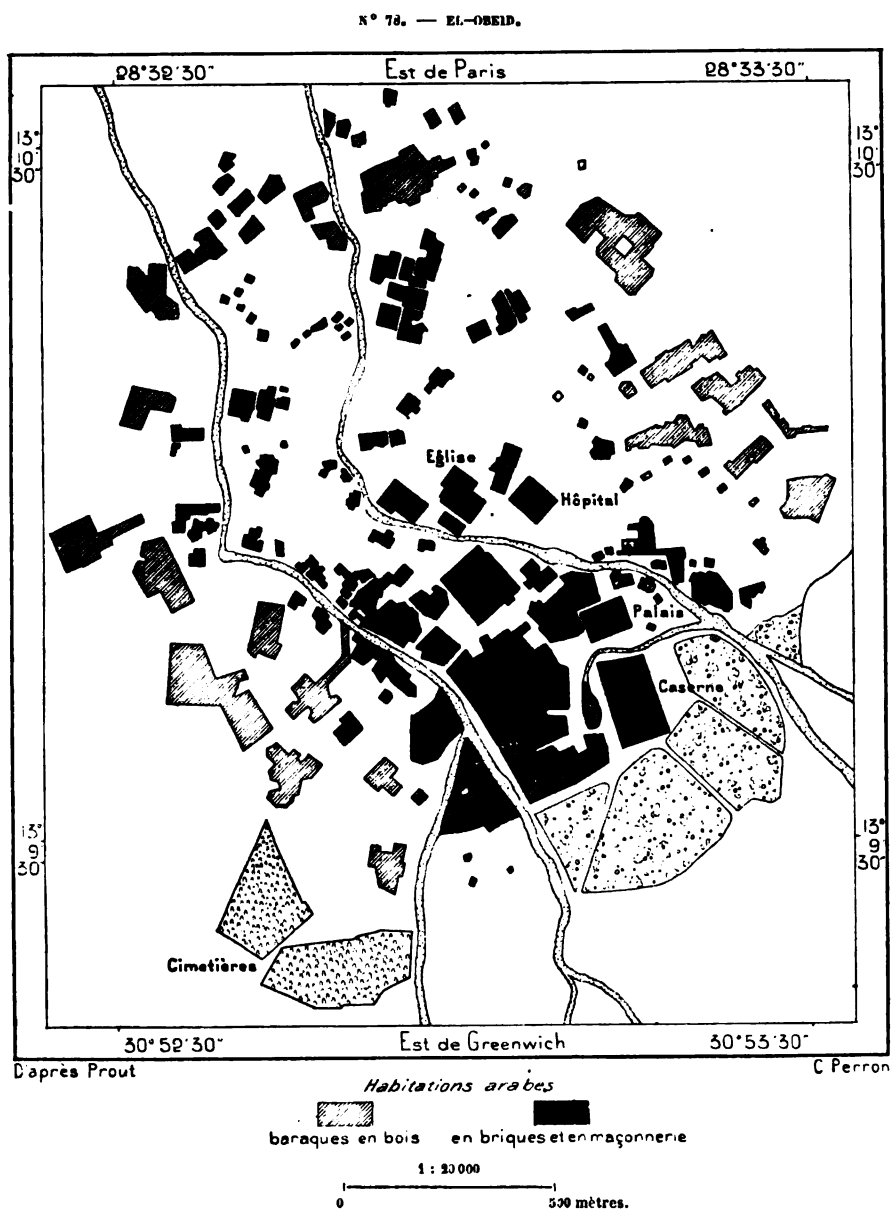 N° 78. — EL-OBEID.
28°32'30" Est de Paris 28°33'30"
13° 13°
10' 10'
30" 30"
Eglise
Hôpital
Palais
Caserne
13° 13°
9' 9'
30" 30"
Cimetières
30°52'30" Est de Greenwich 30°53'30"
D'après Prout C Perron
Habitations arabes
baraques en bois en briques et en maçonnerie
1 : 20 000
0 500 mètres.